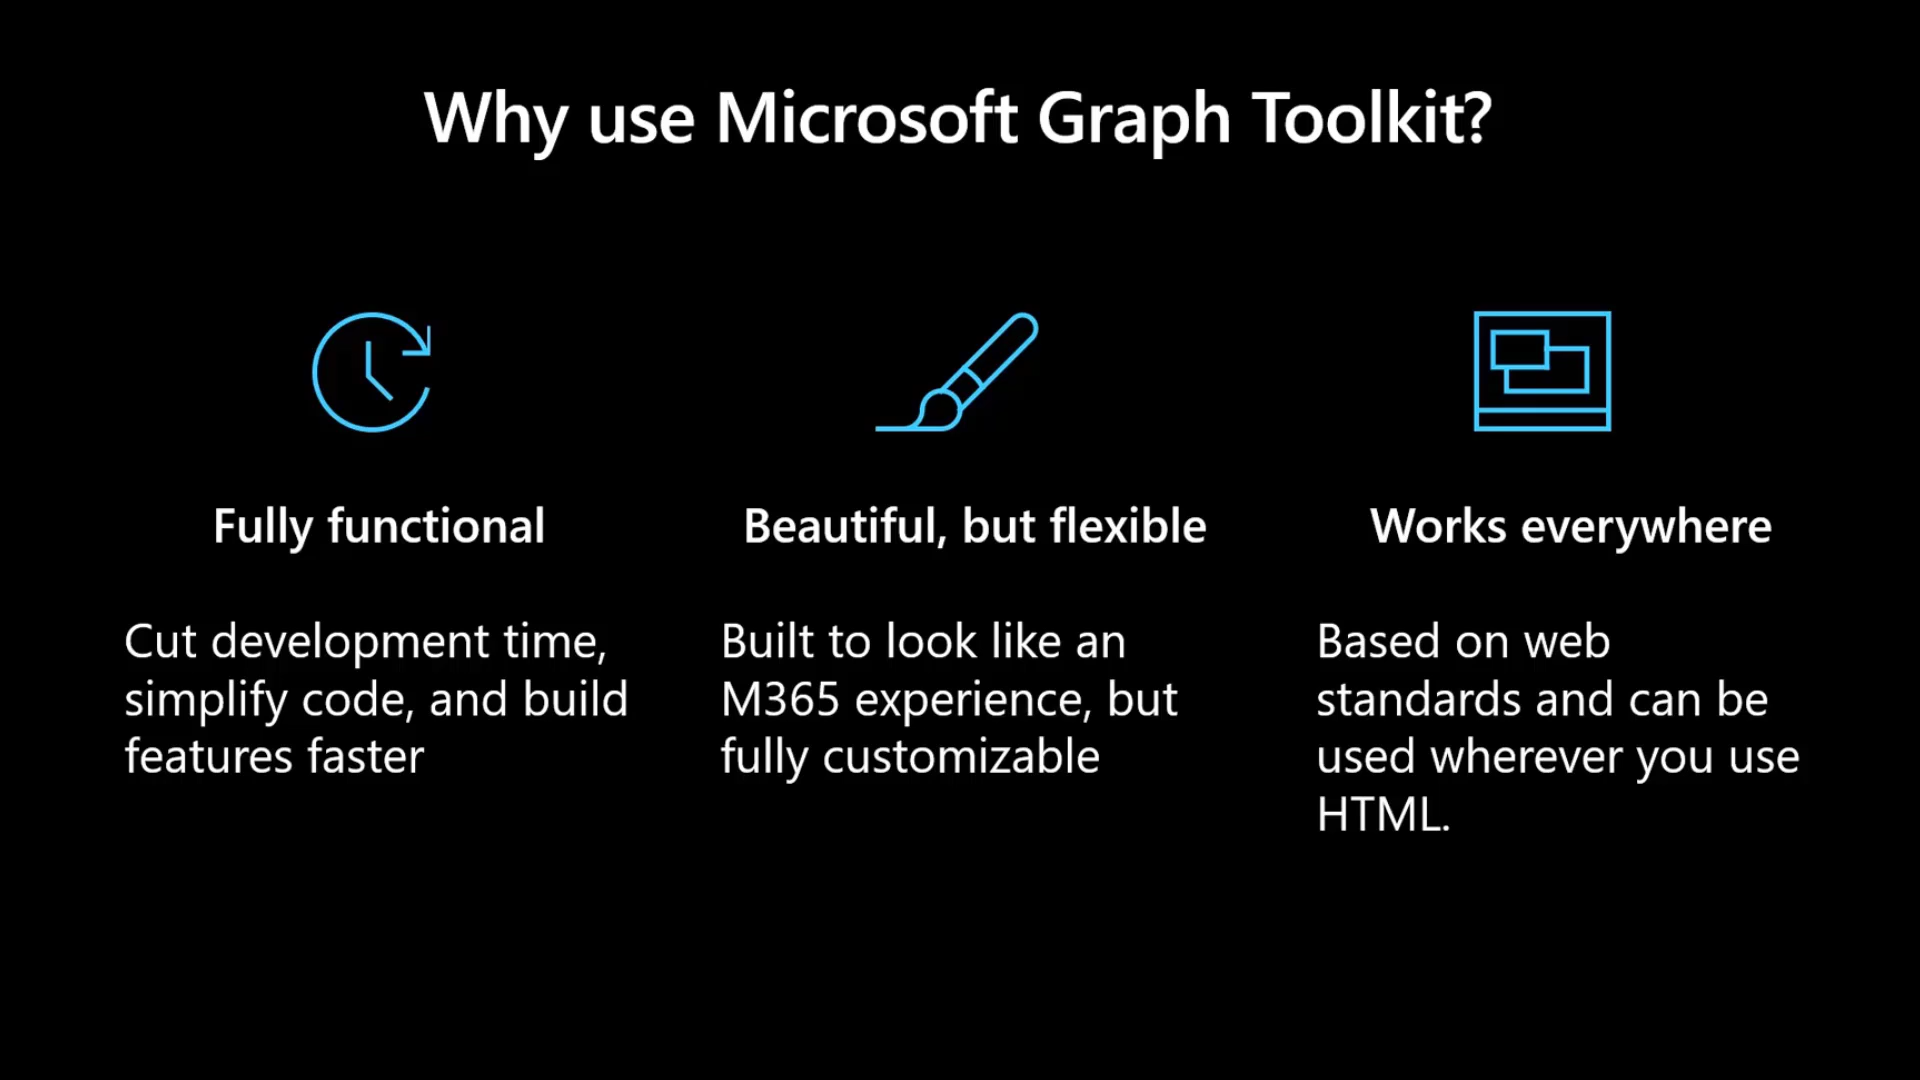 Why use Microsoft Graph Toolkit?
Fully functional
Cut development time,
simplify code, and build
features faster
Beautiful, but flexible
Built to look like an
M365 experience, but
fully customizable
Works everywhere
Based on web
standards and can be
used wherever you use
HTML.